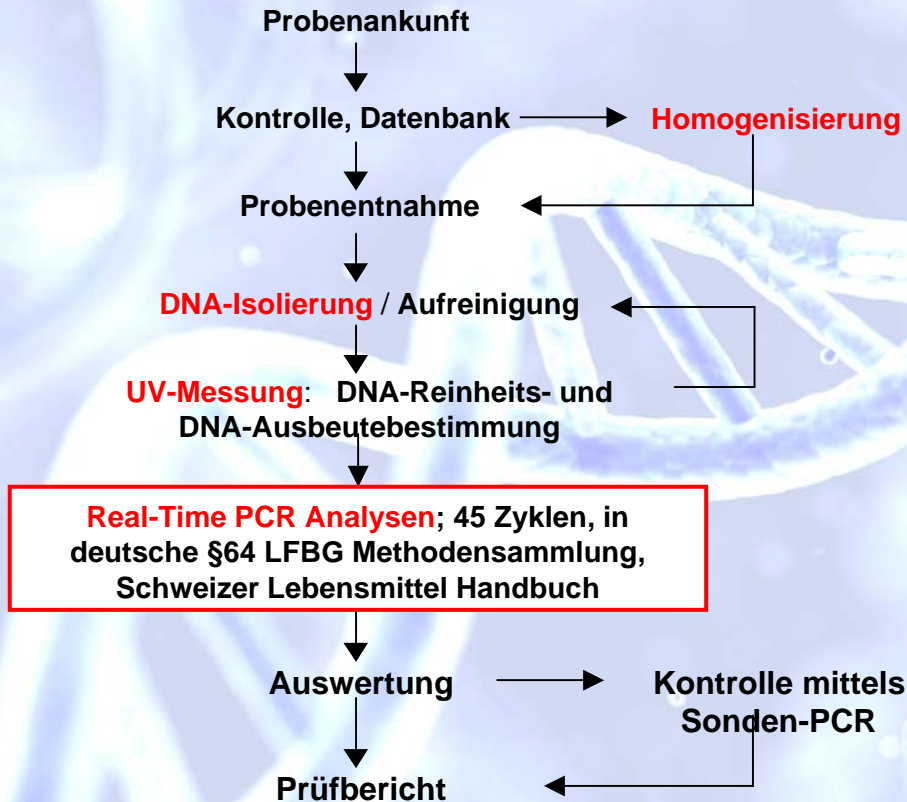 Probenankunft
Kontrolle, Datenbank
Homogenisierung
Probenentnahme
DNA-Isolierung / Aufreinigung
UV-Messung: DNA-Reinheits- und
DNA-Ausbeutebestimmung
Real-Time PCR Analysen; 45 Zyklen, in
deutsche §64 LFBG Methodensammlung,
Schweizer Lebensmittel Handbuch
Auswertung
Kontrolle mittels
Sonden-PCR
Prüfbericht